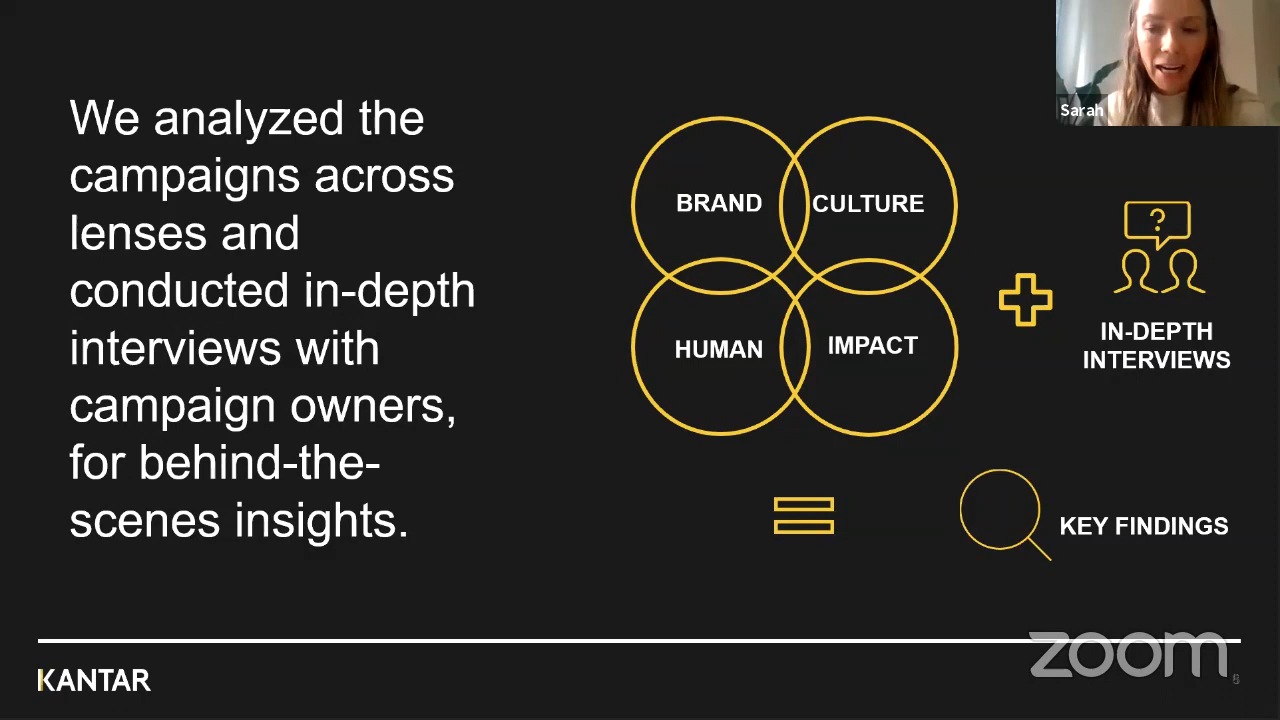 We analyzed the
campaigns across
lenses and
conducted in-depth
interviews with
campaign owners,
for behind-the-
scenes insights.
BRAND
CULTURE
HUMAN
IMPACT
?
IN-DEPTH
INTERVIEWS
KEY FINDINGS
Sarah
KANTAR
zoom